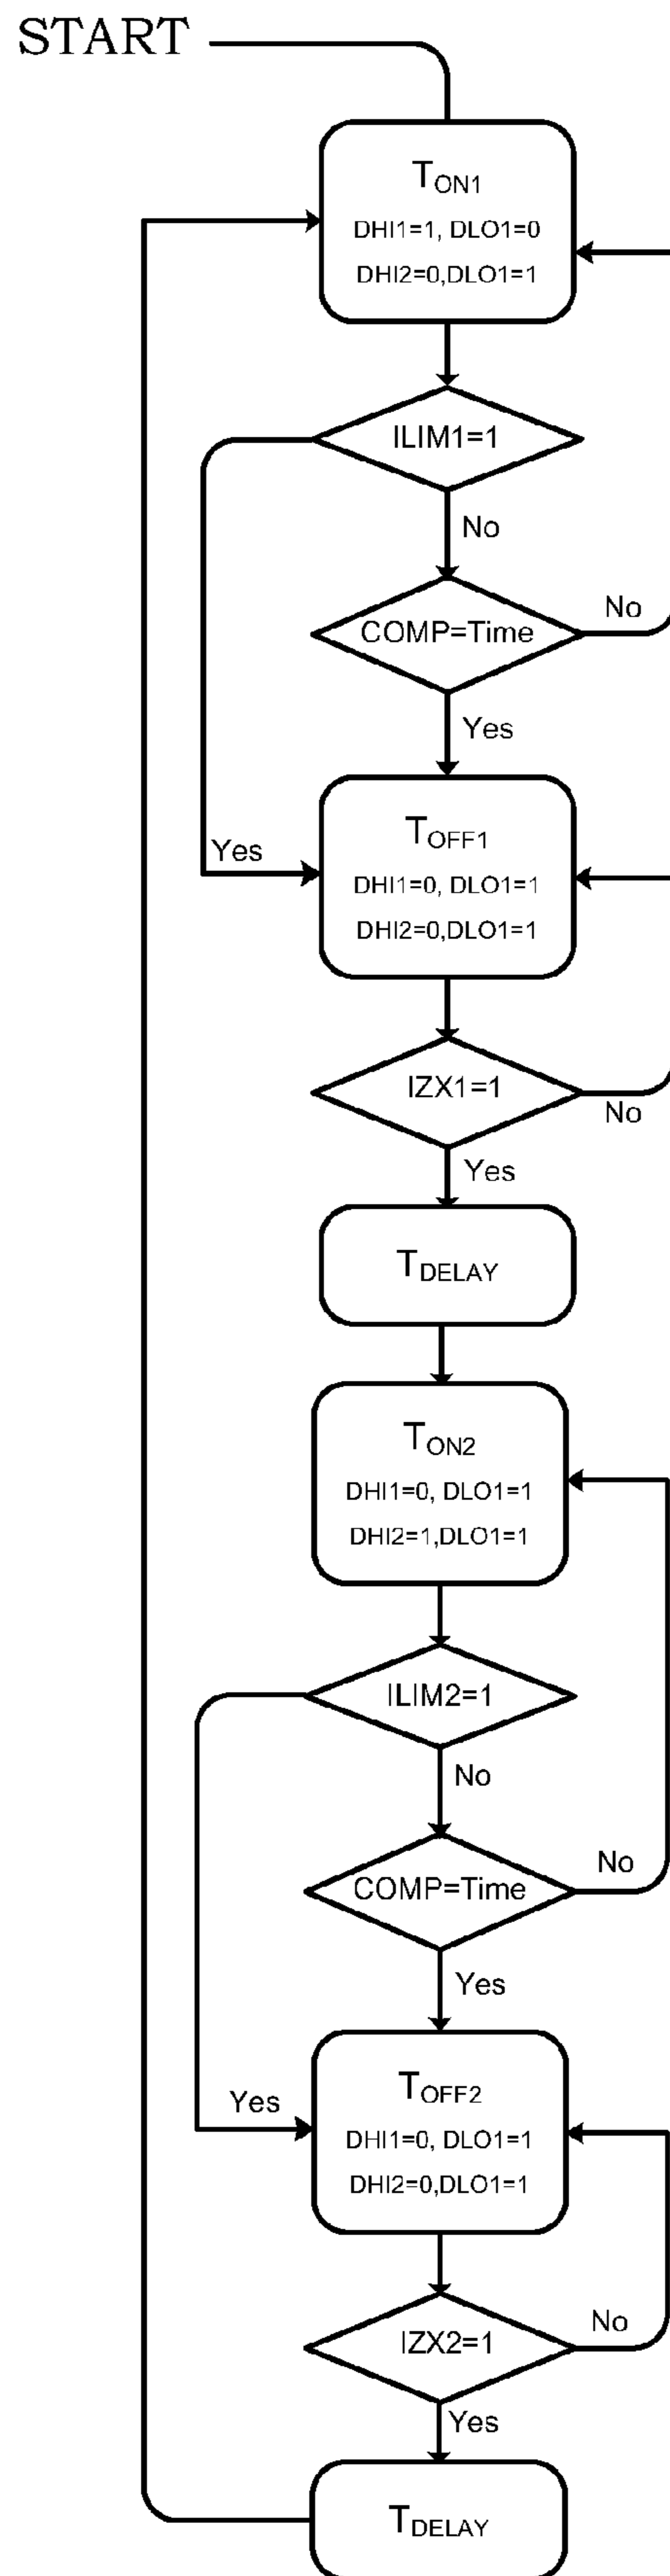 START
TON1
DHI1=1, DLO1=0
DHI2=0,DLO1=1
ILIM1=1
No
COMP=Time
No
Yes
TOFF1
Yes
DHI1=0, DLO1=1
DHI2=0,DLO1=1
IZX1=1
No
Yes
TDELAY
TON2
DHI1=0, DLO1=1
DHI2=1,DLO1=1
ILIM2=1
No
COMP=Time
No
Yes
TOFF2
Yes
DHI1=0, DLO1=1
DHI2=0,DLO1=1
IZX2=1
No
Yes
TDELAY